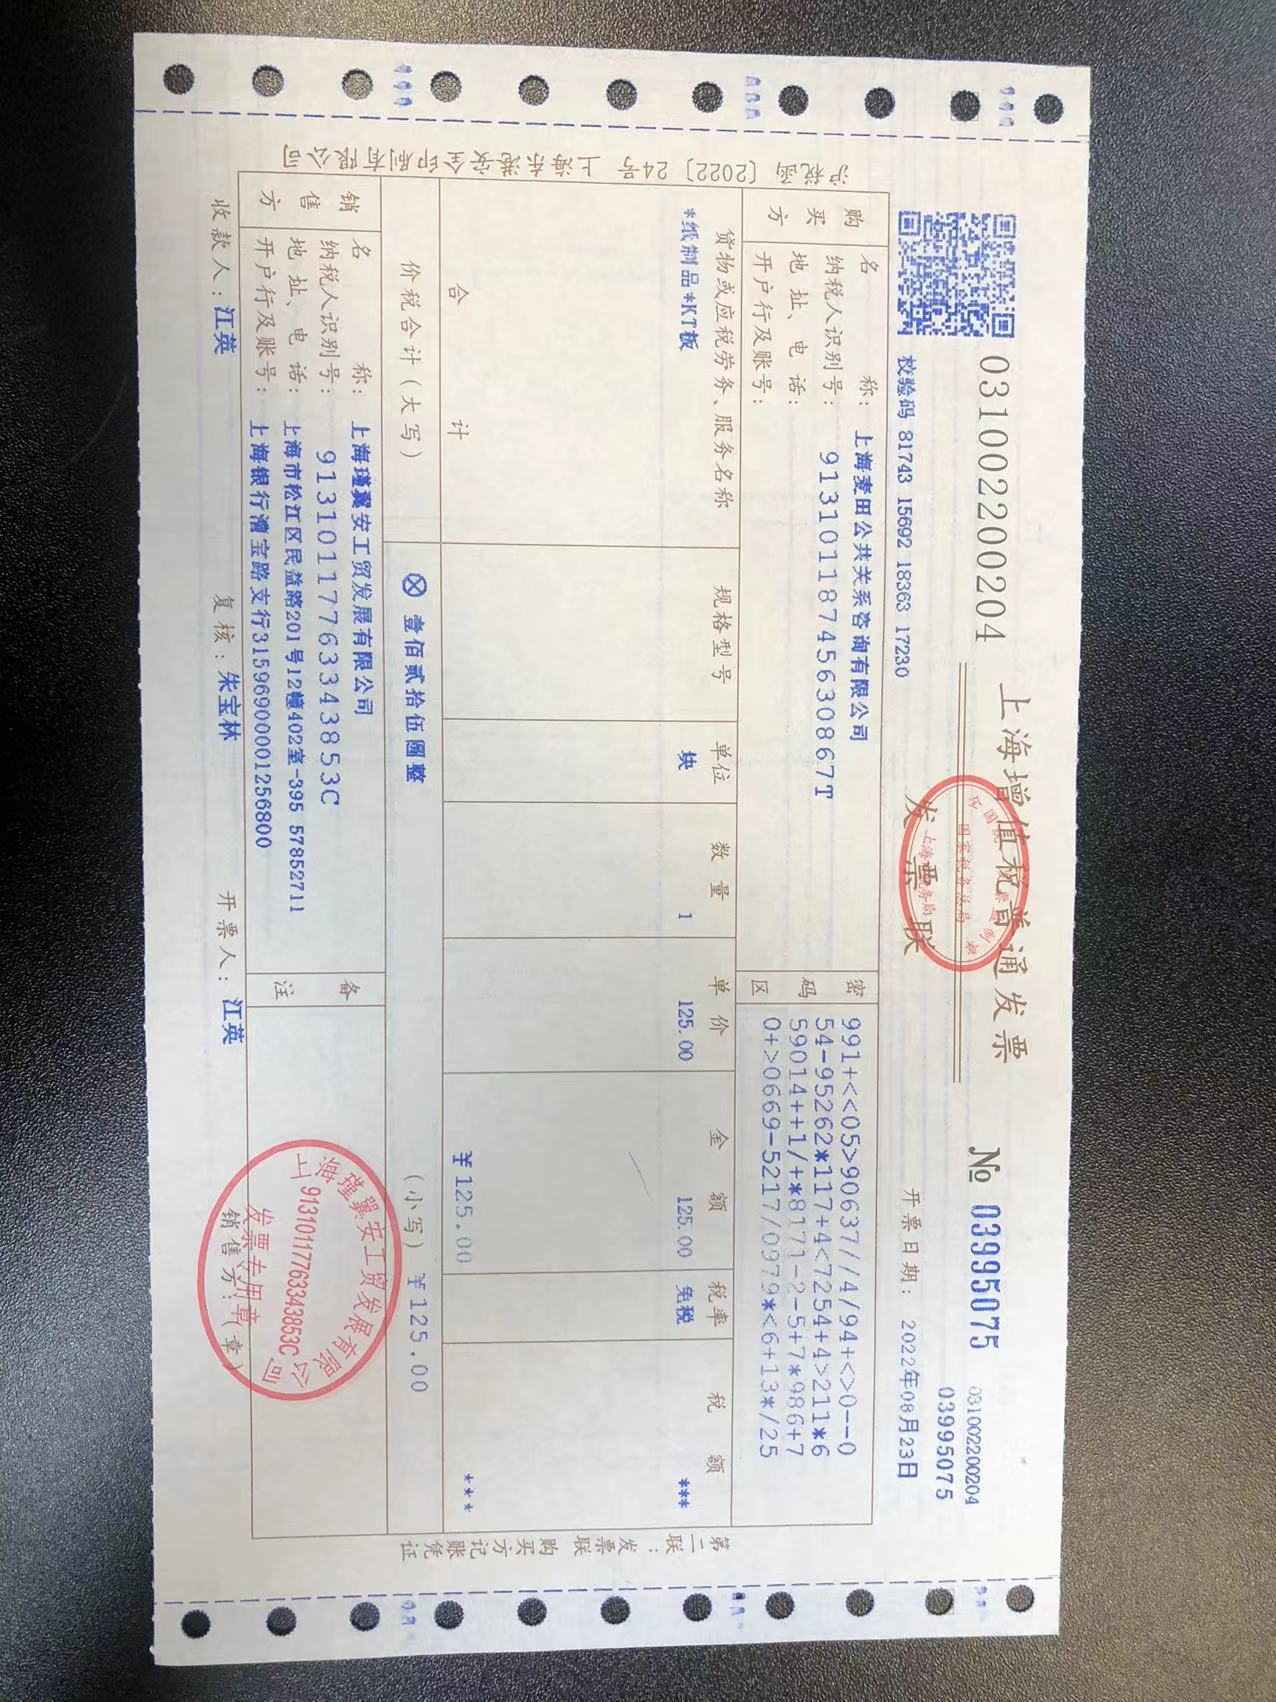 031002200204
上海增值税普通发票
发票联
全国统一发票监制章
国家税务总局
上海市税务局
№ 03995075
031002200204
03995075
校验码 81743 15692 18363 17230
开票日期: 2022年08月23日
沪税函〔2022〕24号 上海东港安全印刷有限公司
购买方
名 称: 上海麦田公共关系咨询有限公司
纳税人识别号: 91310118745630867T
地 址、电 话:
开户行及账号:
密码区
991+<<05>90637//4/94+<>0--0
54-95262*117+4<7254+4>211*6
59014++1/+*8171-2-5+7*986+7
0+>0669-5217/0979*<6+13*/25
货物或应税劳务、服务名称 规格型号 单位 数量 单价 金额 税率 税额
*纸制品*KT板 块 1 125.00 125.00 免税 ***
合 计 ¥125.00 ***
价税合计(大写) ⊗ 壹佰贰拾伍圆整 (小写) ¥125.00
销售方
名 称: 上海瑾翼安工贸发展有限公司
纳税人识别号: 91310117763343853C
地 址、电 话: 上海市松江区民益路201号12幢402室-395 57852711
开户行及账号: 上海银行漕宝路支行31596900001256800
备注
收款人: 江英 复核: 朱宝林 开票人: 江英 销售方:(章)
上海瑾翼安工贸发展有限公司
91310117763343853C
发票专用章
第二联:发票联 购买方记账凭证